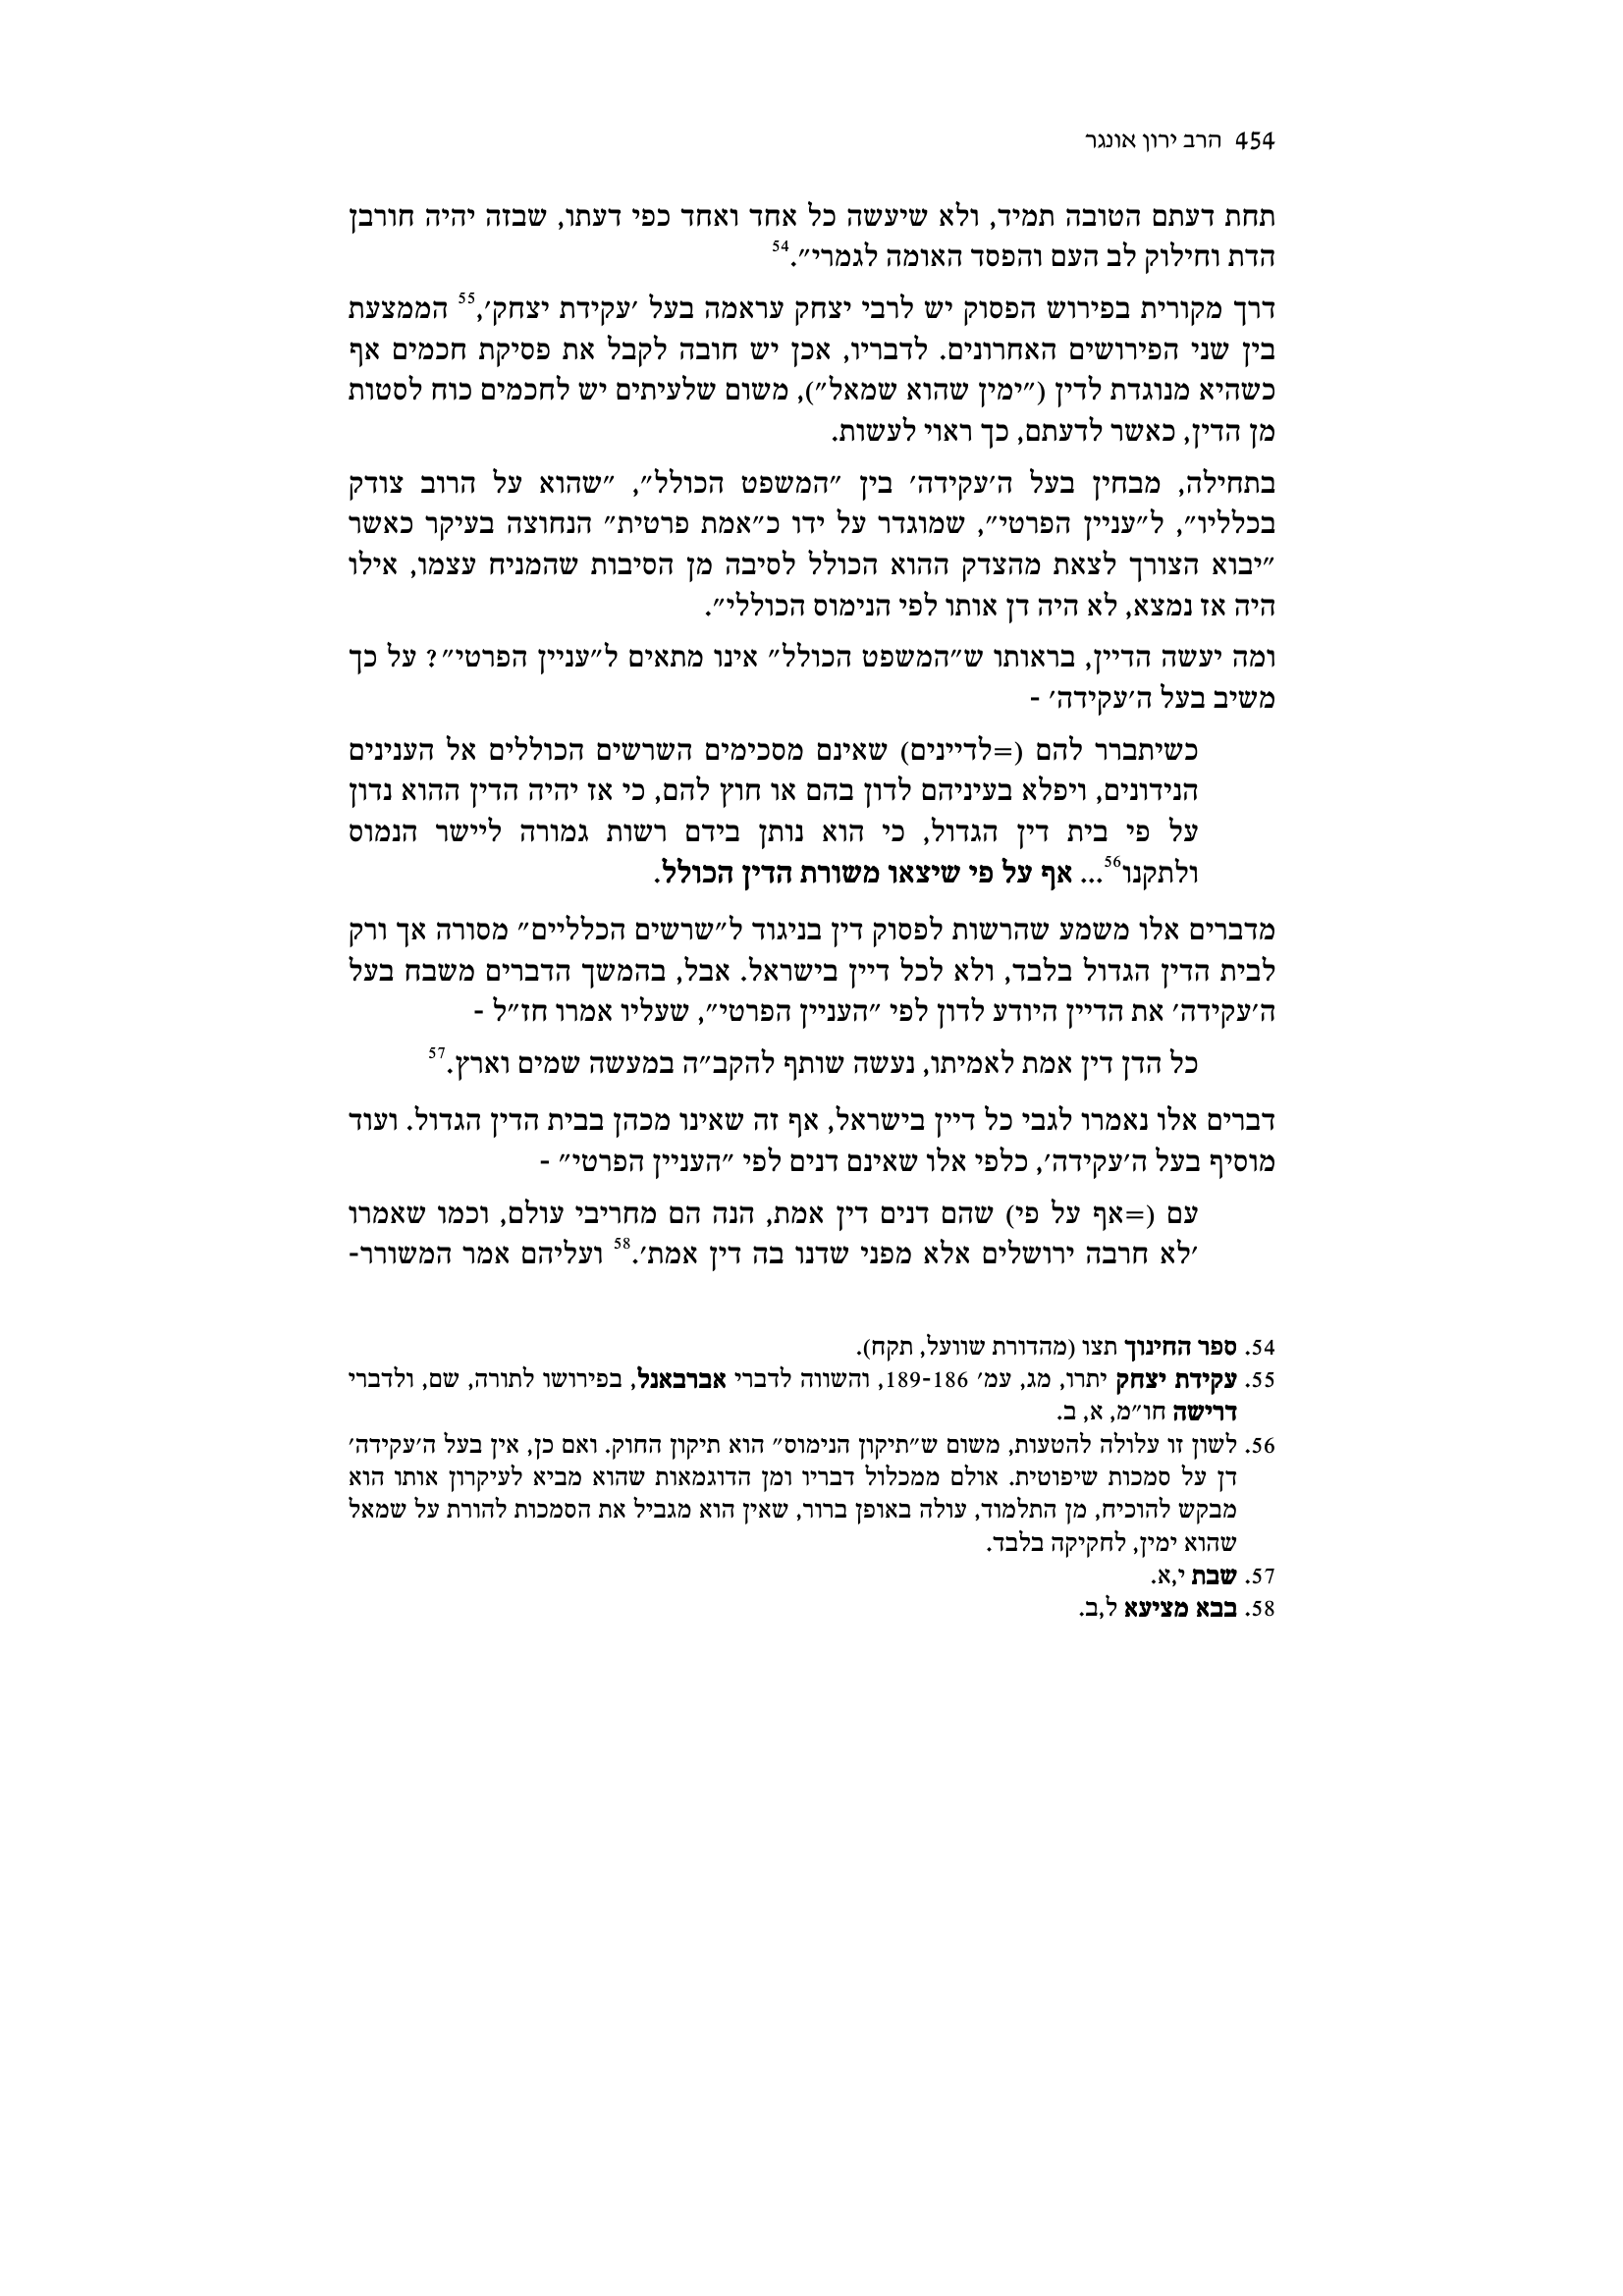 454 הרב ירון אונגר
תחת דעתם הטובה תמיד, ולא שיעשה כל אחד ואחד כפי דעתו, שבזה יהיה חורבן
הדת וחילוק לב העם והפסד האומה לגמרי״.54
דרך מקורית בפירוש הפסוק יש לרבי יצחק עראמה בעל ׳עקידת יצחק׳,55 הממצעת
בין שני הפירושים האחרונים. לדבריו, אכן יש חובה לקבל את פסיקת חכמים אף
כשהיא מנוגדת לדין (״ימין שהוא שמאל״), משום שלעיתים יש לחכמים כוח לסטות
מן הדין, כאשר לדעתם, כך ראוי לעשות.
בתחילה, מבחין בעל ה׳עקידה׳ בין ״המשפט הכולל״, ״שהוא על הרוב צודק
בכלליו״, ל״עניין הפרטי״, שמוגדר על ידו כ״אמת פרטית״ הנחוצה בעיקר כאשר
״יבוא הצורך לצאת מהצדק ההוא הכולל לסיבה מן הסיבות שהמניח עצמו, אילו
היה אז נמצא, לא היה דן אותו לפי הנימוס הכוללי״.
ומה יעשה הדיין, בראותו ש״המשפט הכולל״ אינו מתאים ל״עניין הפרטי״? על כך
משיב בעל ה׳עקידה׳ -
כשיתברר להם (=לדיינים) שאינם מסכימים השרשים הכוללים אל הענינים
הנידונים, ויפלא בעיניהם לדון בהם או חוץ להם, כי אז יהיה הדין ההוא נדון
על פי בית דין הגדול, כי הוא נותן בידם רשות גמורה ליישר הנמוס
ולתקנו56... אף על פי שיצאו משורת הדין הכולל.
מדברים אלו משמע שהרשות לפסוק דין בניגוד ל״שרשים הכלליים״ מסורה אך ורק
לבית הדין הגדול בלבד, ולא לכל דיין בישראל. אבל, בהמשך הדברים משבח בעל
ה׳עקידה׳ את הדיין היודע לדון לפי ״העניין הפרטי״, שעליו אמרו חז״ל -
כל הדן דין אמת לאמיתו, נעשה שותף להקב״ה במעשה שמים וארץ.57
דברים אלו נאמרו לגבי כל דיין בישראל, אף זה שאינו מכהן בבית הדין הגדול. ועוד
מוסיף בעל ה׳עקידה׳, כלפי אלו שאינם דנים לפי ״העניין הפרטי״ -
עם (=אף על פי) שהם דנים דין אמת, הנה הם מחריבי עולם, וכמו שאמרו
׳לא חרבה ירושלים אלא מפני שדנו בה דין אמת׳.58 ועליהם אמר המשורר-
54. ספר החינוך תצו (מהדורת שוועל, תקח).
55. עקידת יצחק יתרו, מג, עמ׳ 189-186, והשווה לדברי אברבאנל, בפירושו לתורה, שם, ולדברי
דרישה חו״מ, א, ב.
56. לשון זו עלולה להטעות, משום ש״תיקון הנימוס״ הוא תיקון החוק. ואם כן, אין בעל ה׳עקידה׳
דן על סמכות שיפוטית. אולם ממכלול דבריו ומן הדוגמאות שהוא מביא לעיקרון אותו הוא
מבקש להוכיח, מן התלמוד, עולה באופן ברור, שאין הוא מגביל את הסמכות להורת על שמאל
שהוא ימין, לחקיקה בלבד.
57. שבת י,א.
58. בבא מציעא ל,ב.